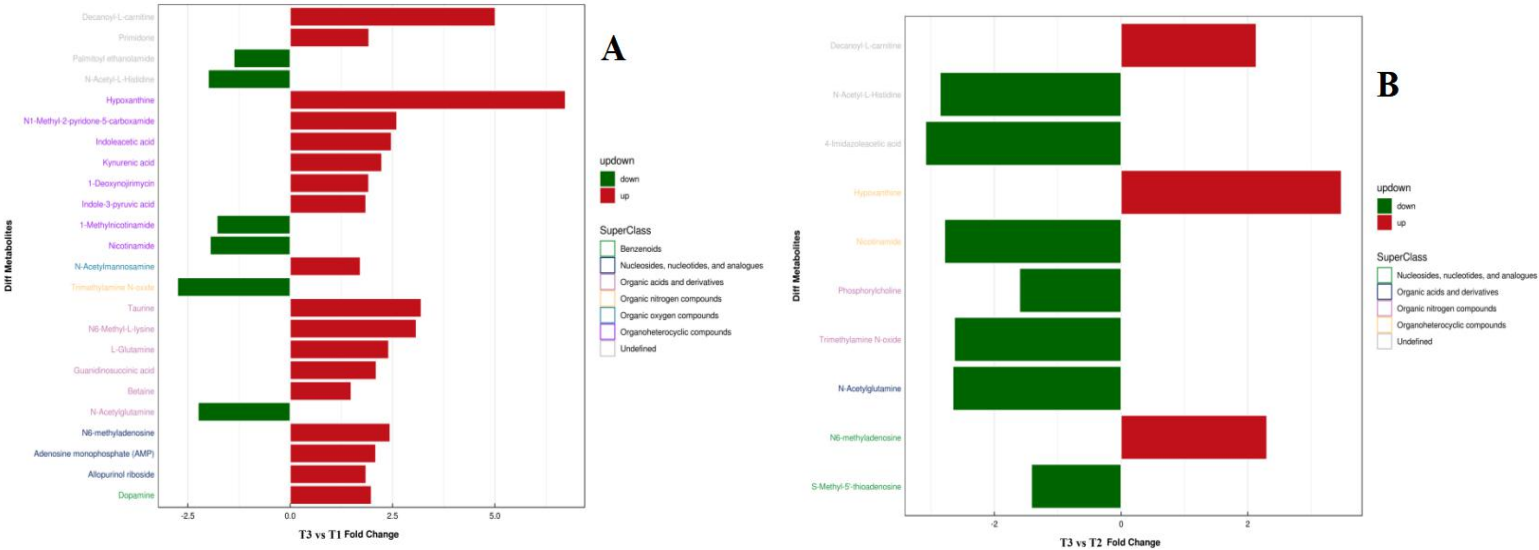 A
Diff Metabolites
Decanoyl-L-carnitine
Primidone
Palmitoyl ethanolamide
N-Acetyl-L-Histidine
Hypoxanthine
N1-Methyl-2-pyridone-5-carboxamide
Indoleacetic acid
Kynurenic acid
1-Deoxynojirimycin
Indole-3-pyruvic acid
1-Methylnicotinamide
Nicotinamide
N-Acetylmannosamine
Trimethylamine N-oxide
Taurine
N6-Methyl-L-lysine
L-Glutamine
Guanidinosuccinic acid
Betaine
N-Acetylglutamine
N6-methyladenosine
Adenosine monophosphate (AMP)
Allopurinol riboside
Dopamine
-2.5 0.0 2.5 5.0
T3 vs T1 Fold Change
updown
down
up
SuperClass
Benzenoids
Nucleosides, nucleotides, and analogues
Organic acids and derivatives
Organic nitrogen compounds
Organic oxygen compounds
Organoheterocyclic compounds
Undefined
B
Diff Metabolites
Decanoyl-L-carnitine
N-Acetyl-L-Histidine
4-Imidazoleacetic acid
Hypoxanthine
Nicotinamide
Phosphorylcholine
Trimethylamine N-oxide
N-Acetylglutamine
N6-methyladenosine
S-Methyl-5'-thioadenosine
-2 0 2
T3 vs T2 Fold Change
updown
down
up
SuperClass
Nucleosides, nucleotides, and analogues
Organic acids and derivatives
Organic nitrogen compounds
Organoheterocyclic compounds
Undefined